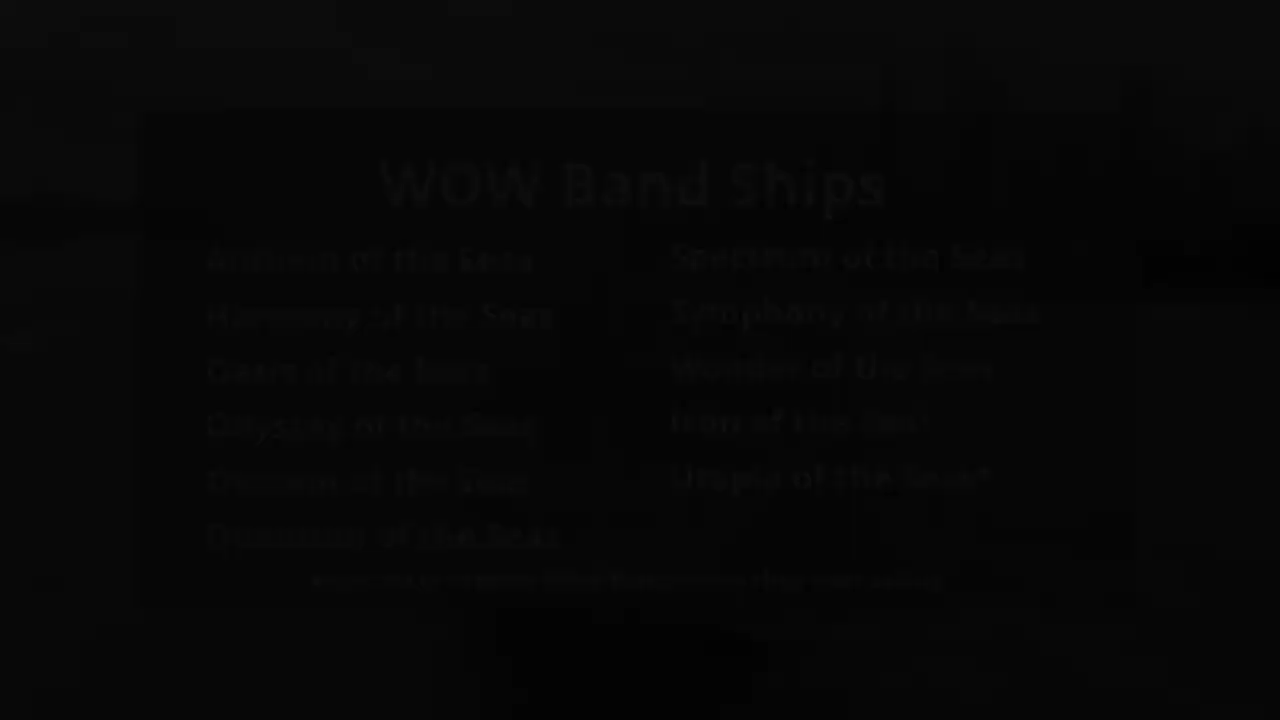 WOW Band Ships
Anthem of the Seas
Harmony of the Seas
Oasis of the Seas
Odyssey of the Seas
Ovation of the Seas
Quantum of the Seas
Spectrum of the Seas
Symphony of the Seas
Wonder of the Seas
Icon of the Seas*
Utopia of the Seas*